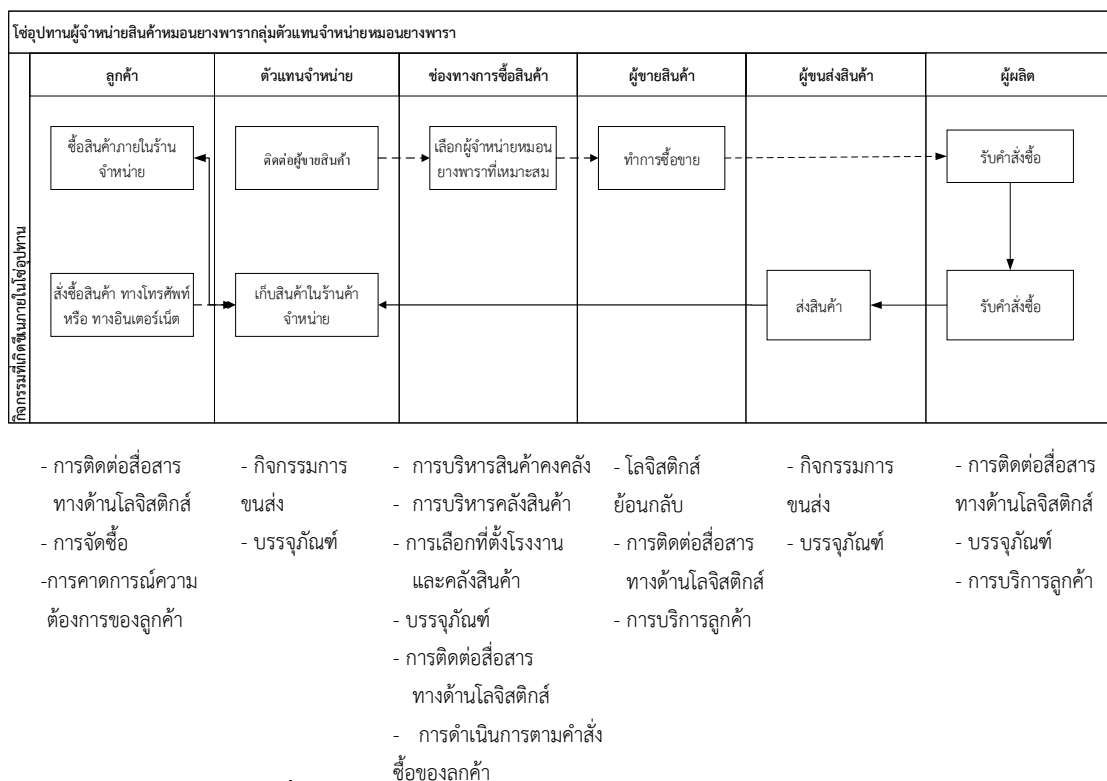 โซ่อุปทานผู้จำหน่ายสินค้าหมอนยางพารากลุ่มตัวแทนจำหน่ายหมอนยางพารา
ลูกค้า
ตัวแทนจำหน่าย
ช่องทางการซื้อสินค้า
ผู้ขายสินค้า
ผู้ขนส่งสินค้า
ผู้ผลิต
กิจกรรมที่เกิดขึ้นภายในโซ่อุปทาน
ซื้อสินค้าภายในร้าน
จำหน่าย
ติดต่อผู้ขายสินค้า
เลือกผู้จำหน่ายหมอน
ยางพาราที่เหมาะสม
ทำการซื้อขาย
รับคำสั่งซื้อ
สั่งซื้อสินค้า ทางโทรศัพท์
หรือ ทางอินเตอร์เน็ต
เก็บสินค้าในร้านค้า
จำหน่าย
ส่งสินค้า
รับคำสั่งซื้อ
- การติดต่อสื่อสาร
ทางด้านโลจิสติกส์
- การจัดซื้อ
-การคาดการณ์ความ
ต้องการของลูกค้า
- กิจกรรมการ
ขนส่ง
- บรรจุภัณฑ์
- การบริหารสินค้าคงคลัง
- การบริหารคลังสินค้า
- การเลือกที่ตั้งโรงงาน
และคลังสินค้า
- บรรจุภัณฑ์
- การติดต่อสื่อสาร
ทางด้านโลจิสติกส์
- การดำเนินการตามคำสั่ง
ซื้อของลูกค้า
- โลจิสติกส์
ย้อนกลับ
- การติดต่อสื่อสาร
ทางด้านโลจิสติกส์
- การบริการลูกค้า
- กิจกรรมการ
ขนส่ง
- บรรจุภัณฑ์
- การติดต่อสื่อสาร
ทางด้านโลจิสติกส์
- บรรจุภัณฑ์
- การบริการลูกค้า